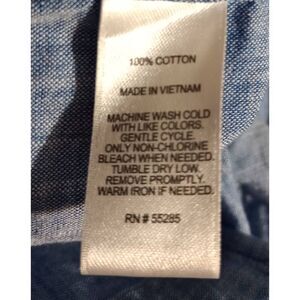 100% COTTON
MADE IN VIETNAM
MACHINE WASH COLD
WITH LIKE COLORS.
GENTLE CYCLE.
ONLY NON-CHLORINE
BLEACH WHEN NEEDED.
TUMBLE DRY LOW.
REMOVE PROMPTLY.
WARM IRON IF NEEDED.
RN # 55285